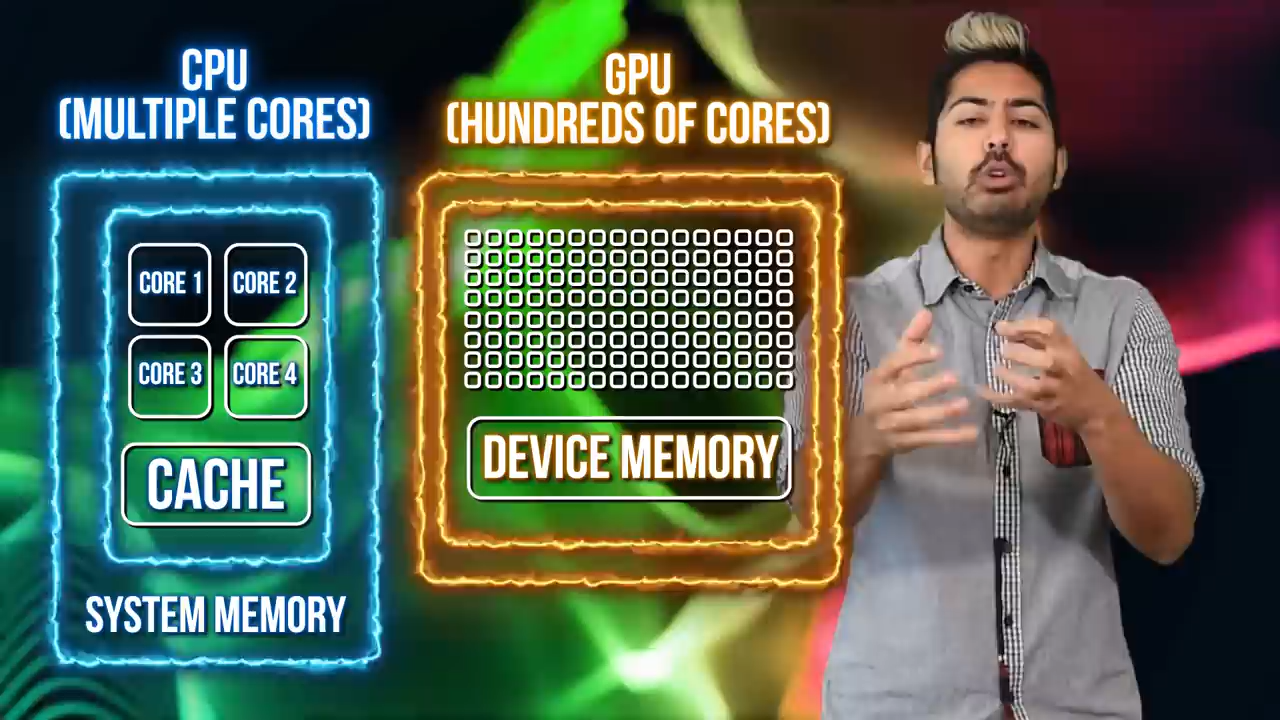 CPU
(MULTIPLE CORES)
CORE 1
CORE 2
CORE 3
CORE 4
CACHE
SYSTEM MEMORY
GPU
(HUNDREDS OF CORES)
DEVICE MEMORY